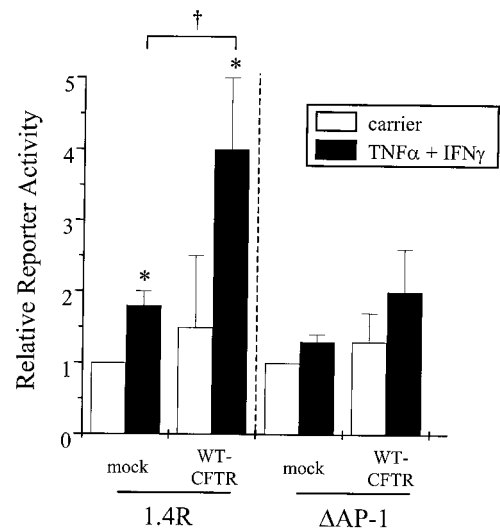 †
*
*
5
4
3
2
1
0
Relative Reporter Activity
carrier
TNFα + IFNγ
mock
WT-
CFTR
mock
WT-
CFTR
1.4R
ΔAP-1